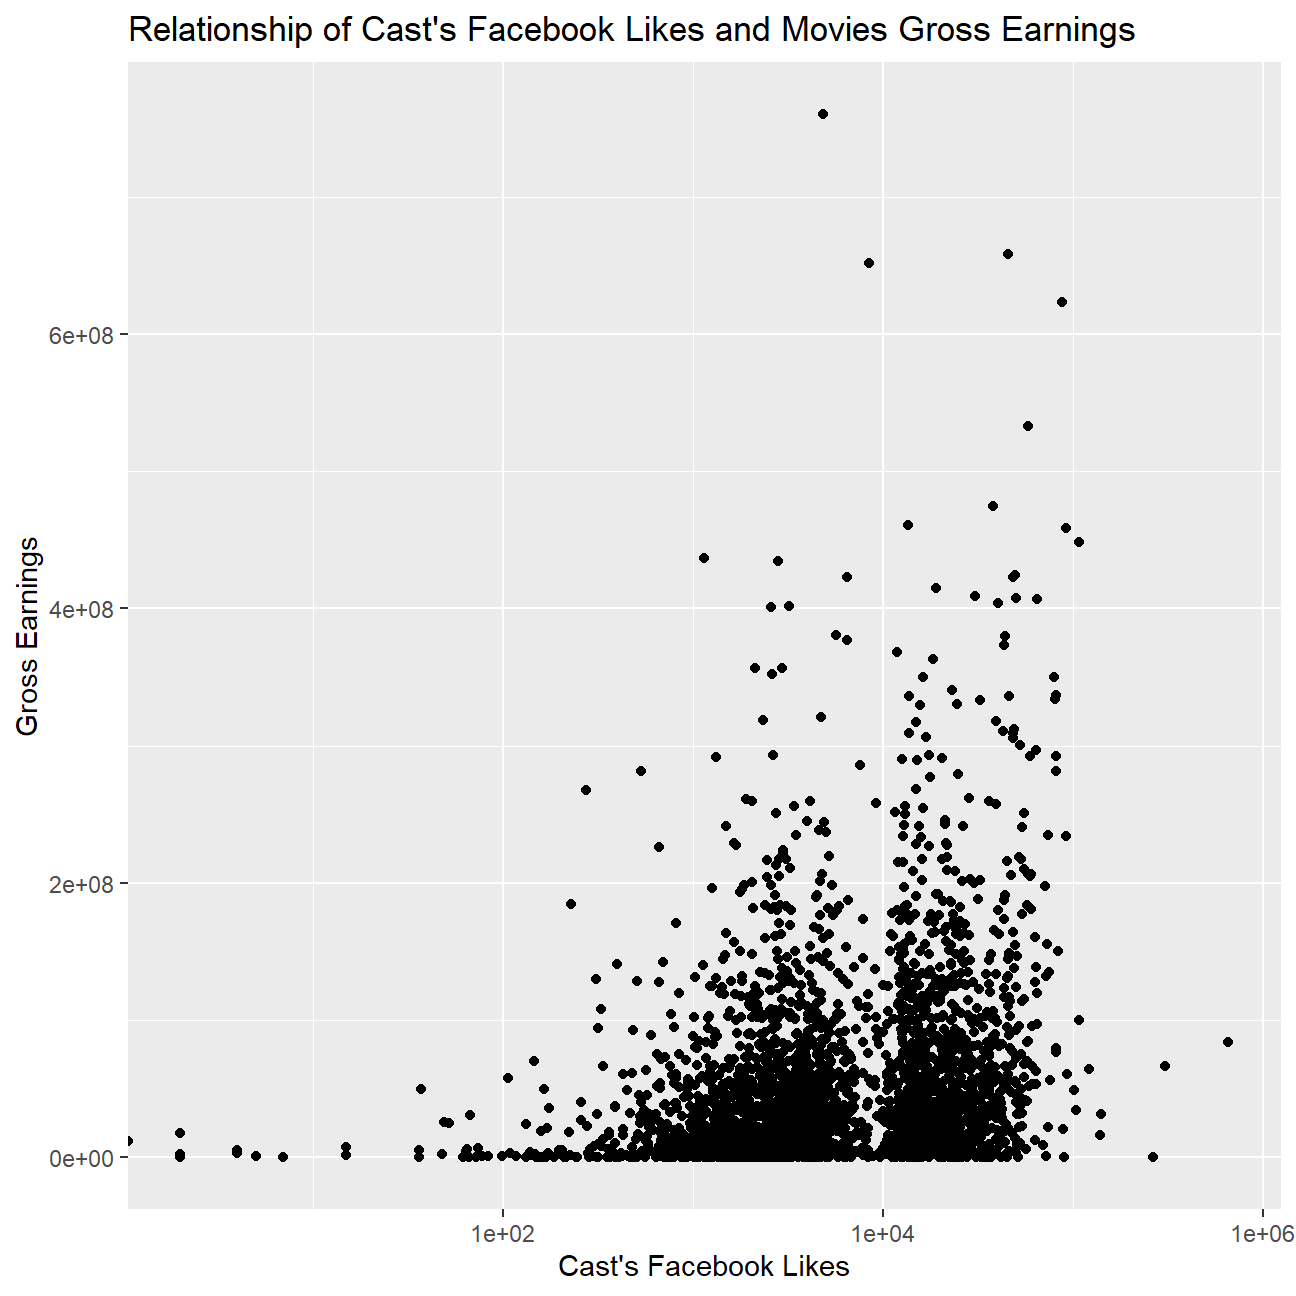 Relationship of Cast's Facebook Likes and Movies Gross Earnings
6e+08
4e+08
2e+08
0e+00
Gross Earnings
1e+02 1e+04 1e+06
Cast's Facebook Likes